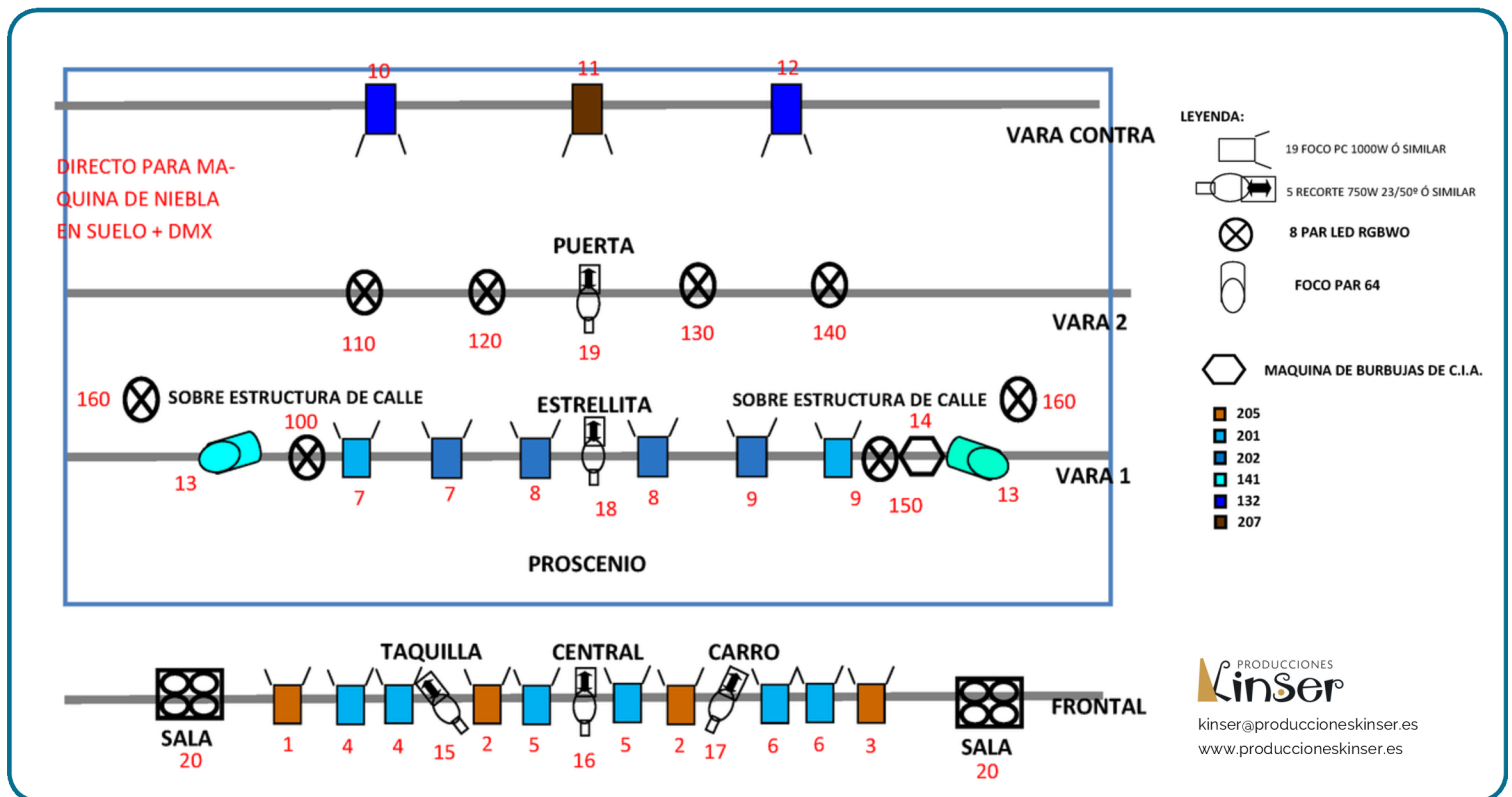 10 11 12
VARA CONTRA
DIRECTO PARA MA-
QUINA DE NIEBLA
EN SUELO + DMX
PUERTA
VARA 2
110 120 19 130 140
160 SOBRE ESTRUCTURA DE CALLE ESTRELLITA SOBRE ESTRUCTURA DE CALLE 160
100 14
VARA 1
13 7 7 8 18 8 9 9 150 13
PROSCENIO
TAQUILLA CENTRAL CARRO
FRONTAL
SALA 1 4 4 15 2 5 16 5 2 17 6 6 3 SALA
20 20
LEYENDA:
19 FOCO PC 1000W Ó SIMILAR
5 RECORTE 750W 23/50º Ó SIMILAR
8 PAR LED RGBWO
FOCO PAR 64
MAQUINA DE BURBUJAS DE C.I.A.
205
201
202
141
132
207
PRODUCCIONES
Kinser
kinser@produccioneskinser.es
www.produccioneskinser.es